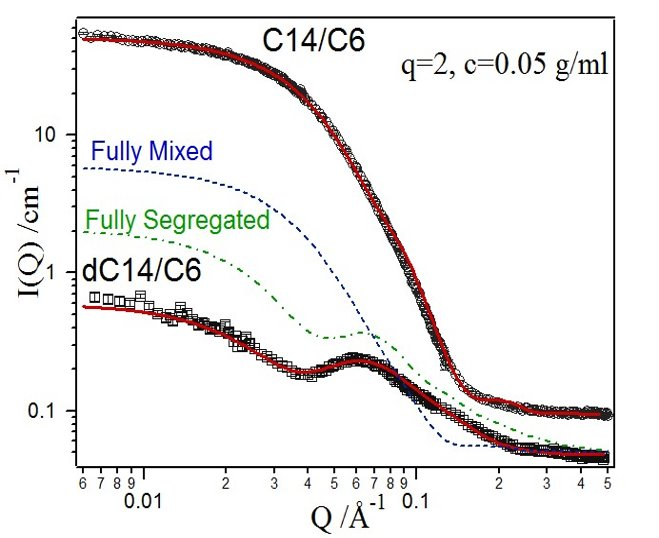 C14/C6
q=2, c=0.05 g/ml
10
Fully Mixed
Fully Segregated
1
dC14/C6
0.1
I(Q) /cm⁻¹
6 7 8 9 0.01 2 3 4 5 6 7 8 9 0.1 2 3 4 5
Q /Å⁻¹